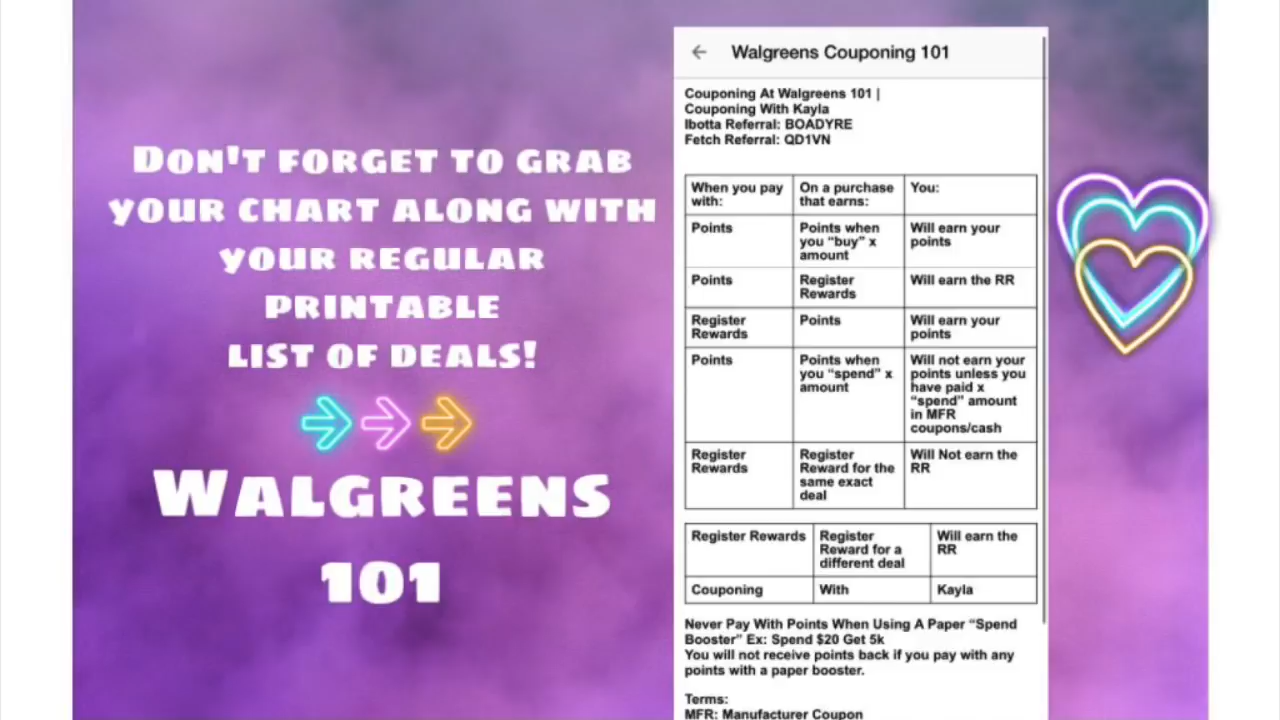 Don't forget to grab
your chart along with
your regular
printable
list of deals!
Walgreens
101
Walgreens Couponing 101
Couponing At Walgreens 101 |
Couponing With Kayla
Ibotta Referral: BOADYRE
Fetch Referral: QD1VN
When you pay with: On a purchase that earns: You:
Points Points when you “buy” x amount Will earn your points
Points Register Rewards Will earn the RR
Register Rewards Points Will earn your points
Points Points when you “spend” x amount Will not earn your points unless you have paid x “spend” amount in MFR coupons/cash
Register Rewards Register Reward for the same exact deal Will Not earn the RR
Register Rewards Register Reward for a different deal Will earn the RR
Couponing With Kayla
Never Pay With Points When Using A Paper “Spend
Booster” Ex: Spend $20 Get 5k
You will not receive points back if you pay with any
points with a paper booster.
Terms:
MFR: Manufacturer Coupon